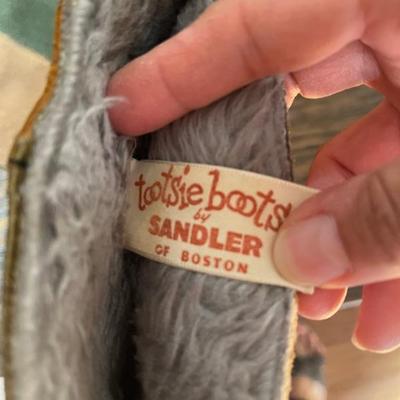 tootsie boots
by
SANDLER
OF BOSTON